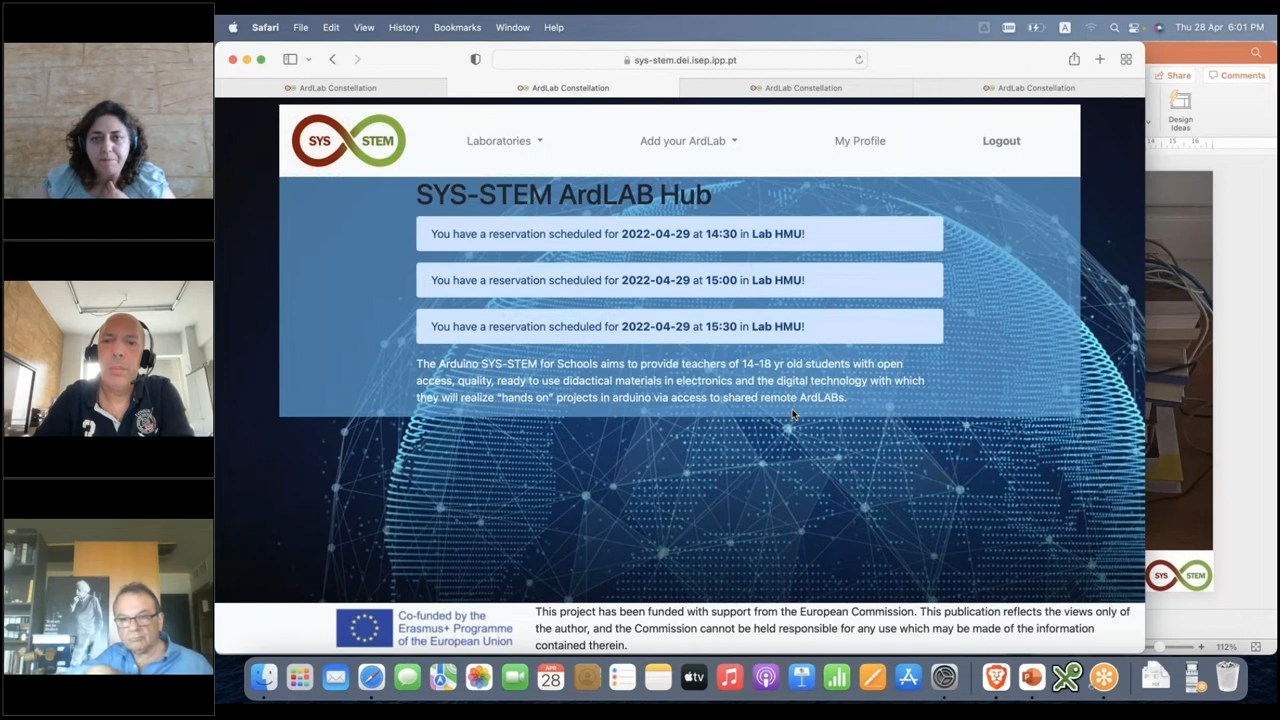 Safari File Edit View History Bookmarks Window Help
A
Thu 28 Apr 6:01 PM
sys-stem.dei.isep.ipp.pt
ArdLab Constellation
ArdLab Constellation
ArdLab Constellation
ArdLab Constellation
Share
Comments
Design
Ideas
14 15 16
SYS STEM
Laboratories
Add your ArdLab
My Profile
Logout
SYS-STEM ArdLAB Hub
You have a reservation scheduled for 2022-04-29 at 14:30 in Lab HMU!
You have a reservation scheduled for 2022-04-29 at 15:00 in Lab HMU!
You have a reservation scheduled for 2022-04-29 at 15:30 in Lab HMU!
The Arduino SYS-STEM for Schools aims to provide teachers of 14-18 yr old students with open
access, quality, ready to use didactical materials in electronics and the digital technology with which
they will realize "hands on" projects in arduino via access to shared remote ArdLABs.
SYS STEM
Co-funded by the
Erasmus+ Programme
of the European Union
This project has been funded with support from the European Commission. This publication reflects the views only of
the author, and the Commission cannot be held responsible for any use which may be made of the information
contained therein.
112%
APR
28
tv